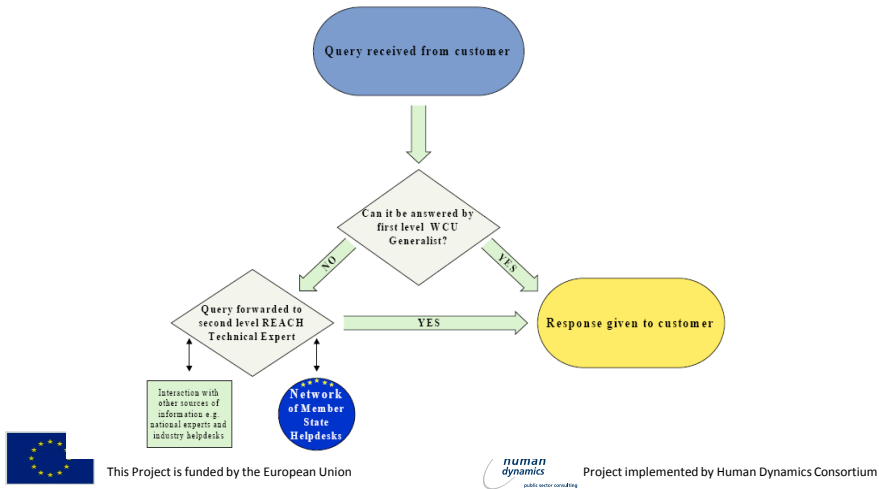 Query received from customer
Can it be answered by
first level WCU
Generalist?
NO
YES
Query forwarded to
second level REACH
Technical Expert
YES
Response given to customer
Interaction with
other sources of
information e.g.
national experts and
industry helpdesks
Network
of Member
State
Helpdesks
This Project is funded by the European Union
human
dynamics
public sector consulting
Project implemented by Human Dynamics Consortium